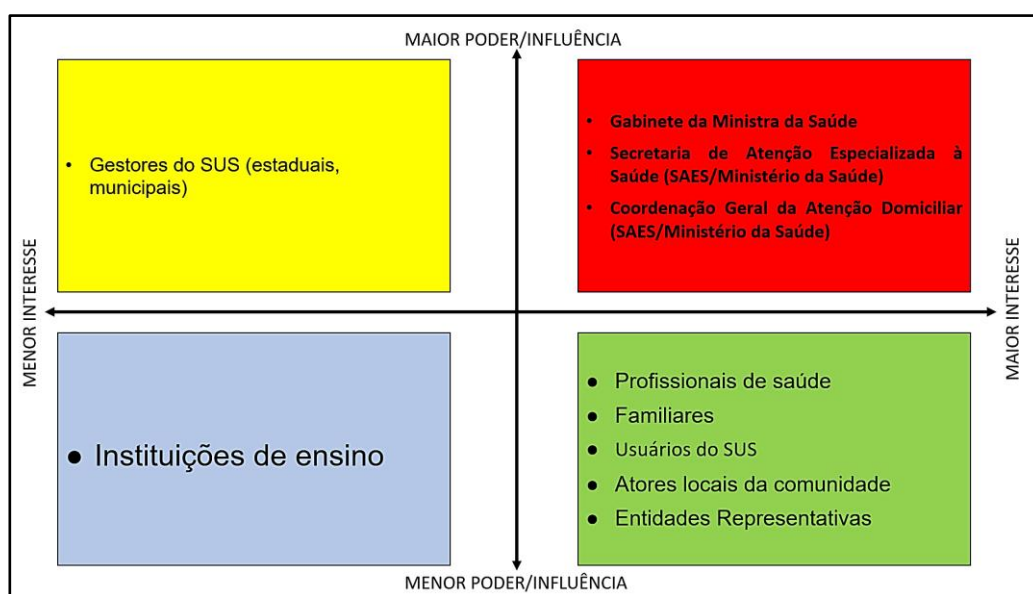 MAIOR PODER/INFLUÊNCIA
• Gestores do SUS (estaduais,
municipais)
• Gabinete da Ministra da Saúde
• Secretaria de Atenção Especializada à
Saúde (SAES/Ministério da Saúde)
• Coordenação Geral da Atenção Domiciliar
(SAES/Ministério da Saúde)
MENOR INTERESSE
MAIOR INTERESSE
• Instituições de ensino
• Profissionais de saúde
• Familiares
• Usuários do SUS
• Atores locais da comunidade
• Entidades Representativas
MENOR PODER/INFLUÊNCIA